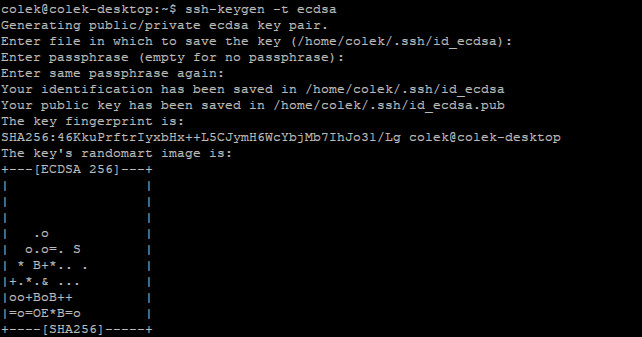 colek@colek-desktop:~$ ssh-keygen -t ecdsa
Generating public/private ecdsa key pair.
Enter file in which to save the key (/home/colek/.ssh/id_ecdsa):
Enter passphrase (empty for no passphrase):
Enter same passphrase again:
Your identification has been saved in /home/colek/.ssh/id_ecdsa
Your public key has been saved in /home/colek/.ssh/id_ecdsa.pub
The key fingerprint is:
SHA256:46KkuPrftrIyxbHx++L5CJymH6WcYbjMb7IhJo31/Lg colek@colek-desktop
The key's randomart image is:
+---[ECDSA 256]---+
|                 |
|                 |
|                 |
|   .o            |
|  o.o=. S        |
| * B+*.. .       |
|+.*.& ...        |
|oo+BoB++         |
|=o=OE*B=o        |
+----[SHA256]-----+